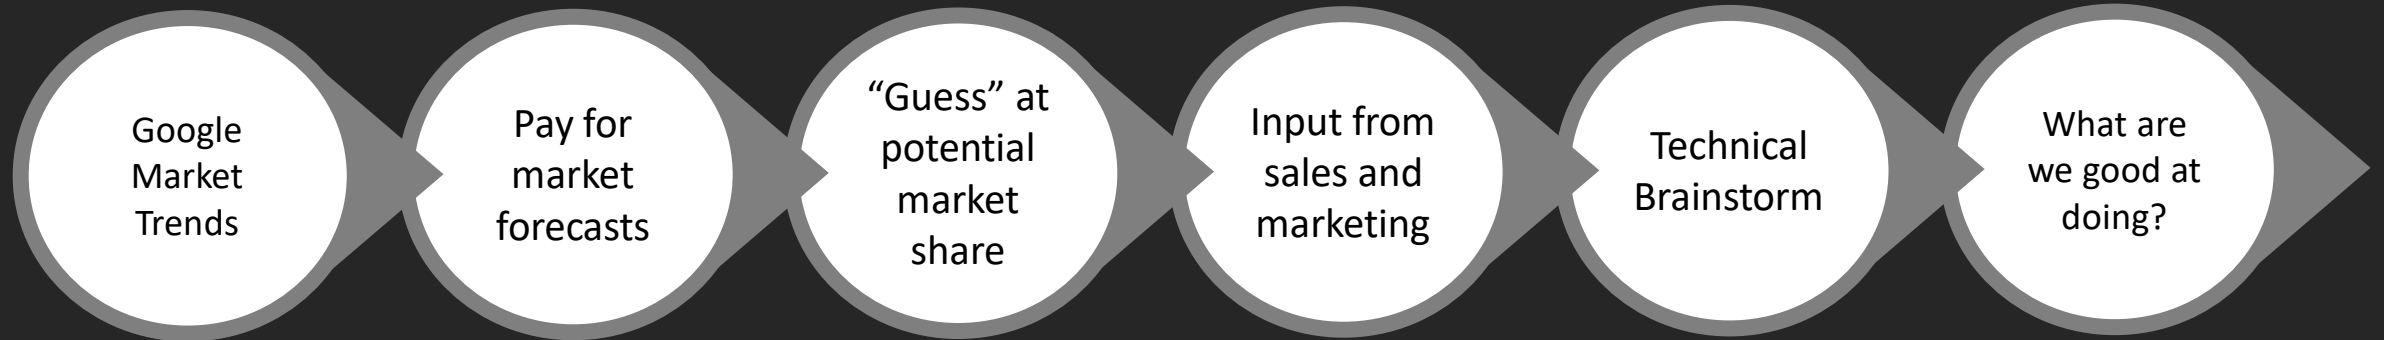 Google
Market
Trends
Pay for
market
forecasts
“Guess” at
potential
market
share
Input from
sales and
marketing
Technical
Brainstorm
What are
we good at
doing?